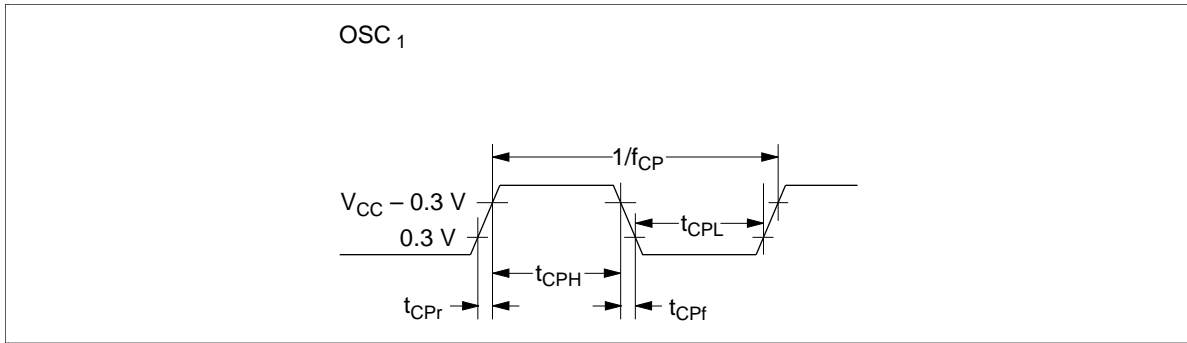 OSC 1
1/fCP
VCC – 0.3 V
0.3 V
tCPL
tCPH
tCPr
tCPf